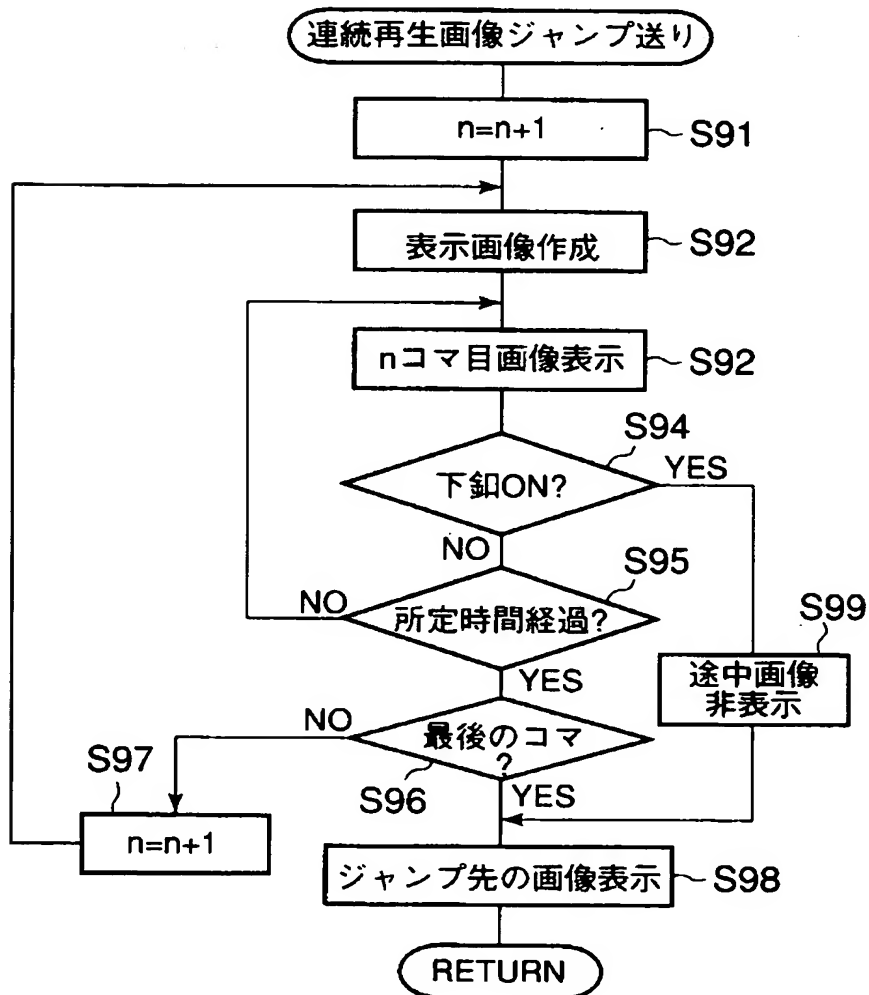 連続再生画像ジャンプ送り
n=n+1
S91
表示画像作成
S92
nコマ目画像表示
S92
S94
下釦ON?
YES
NO
S95
NO
所定時間経過?
S99
途中画像
非表示
YES
NO
最後のコマ
?
S96
YES
S97
n=n+1
ジャンプ先の画像表示
S98
RETURN